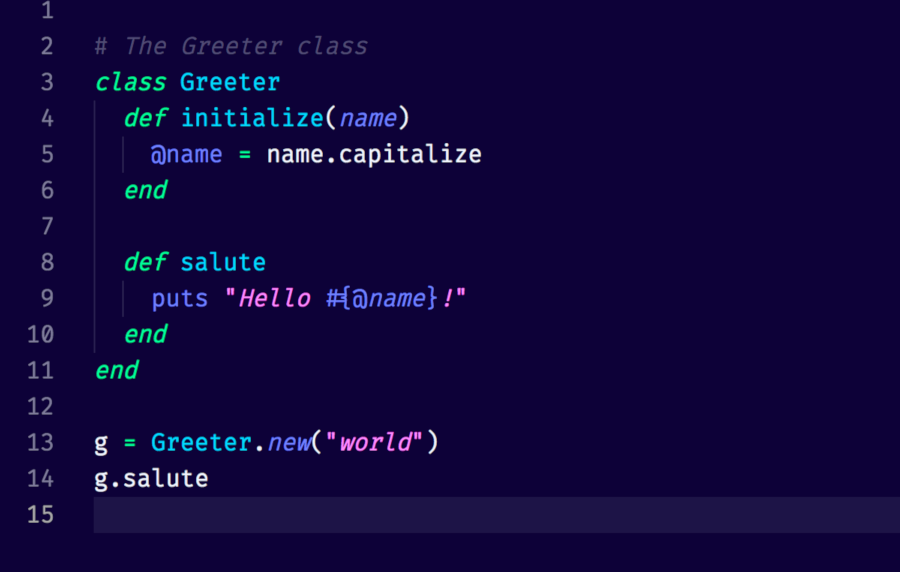 1
2 # The Greeter class
3 class Greeter
4   def initialize(name)
5     @name = name.capitalize
6   end
7
8   def salute
9     puts "Hello #{@name}!"
10   end
11 end
12
13 g = Greeter.new("world")
14 g.salute
15